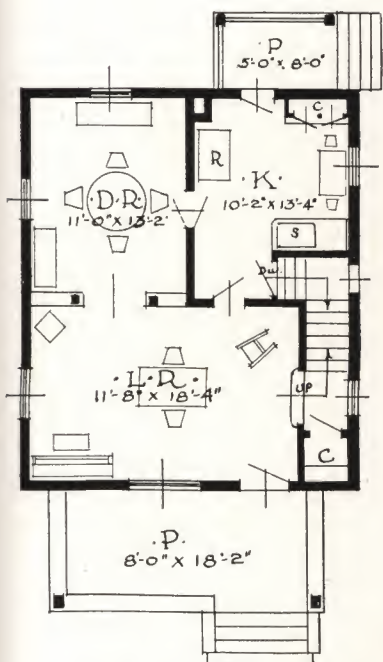 ·P·
5'-0" x 8'-0"
C
R
·D·R·
11'-0" x 13'-2"
·K·
10'-2" x 13'-4"
S
Dn.
·L·R·
11'-8" x 18'-4"
UP
C
·P·
8'-0" x 18'-2"